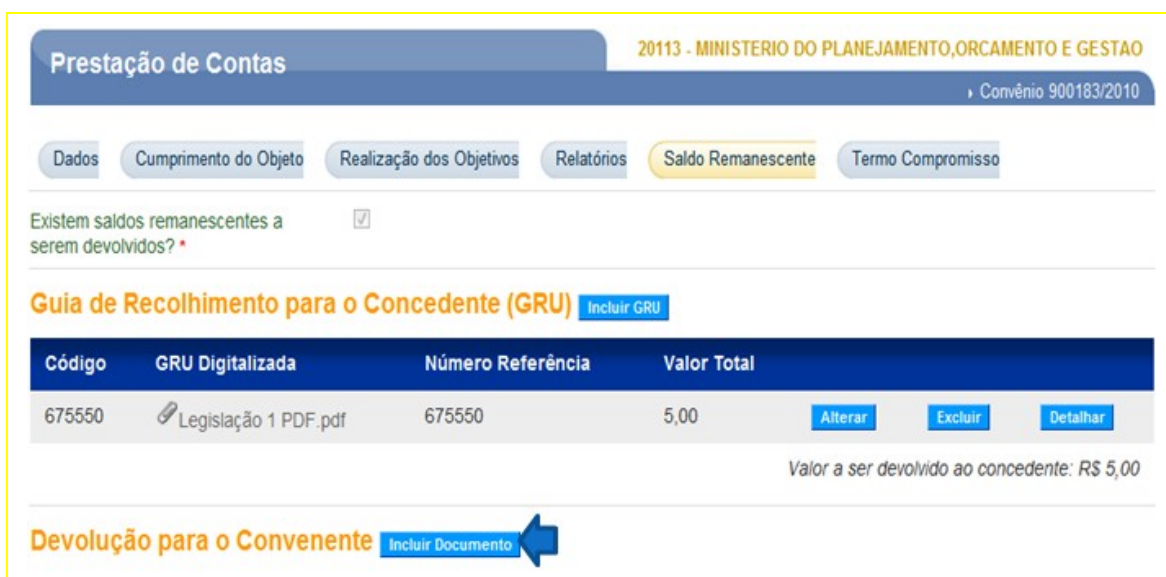 Prestação de Contas
20113 - MINISTERIO DO PLANEJAMENTO,ORCAMENTO E GESTAO
Convênio 900183/2010
Dados Cumprimento do Objeto Realização dos Objetivos Relatórios Saldo Remanescente Termo Compromisso
Existem saldos remanescentes a
serem devolvidos? *
Guia de Recolhimento para o Concedente (GRU) Incluir GRU
Código GRU Digitalizada Número Referência Valor Total
675550 Legislação 1 PDF.pdf 675550 5,00 Alterar Excluir Detalhar
Valor a ser devolvido ao concedente: R$ 5,00
Devolução para o Convenente Incluir Documento